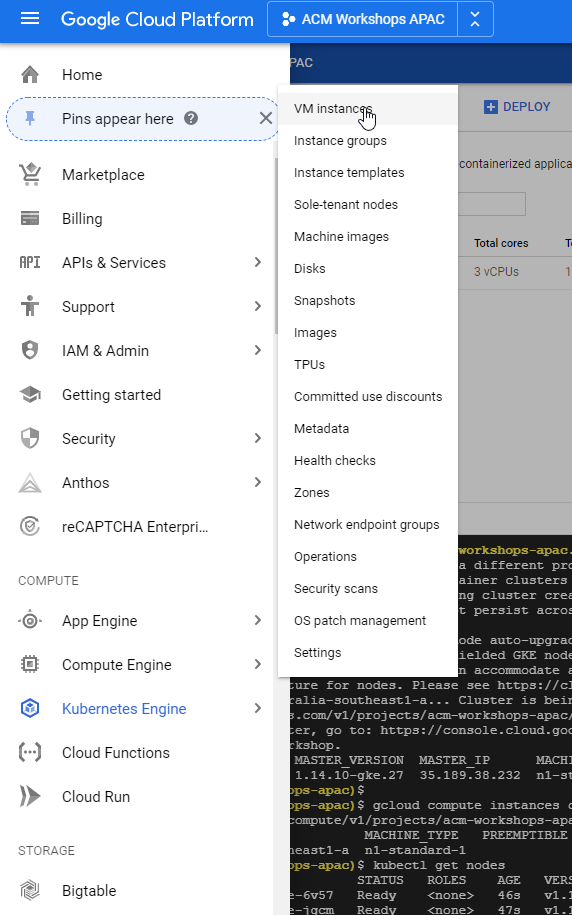 Google Cloud Platform
ACM Workshops APAC
Home
Pins appear here
Marketplace
Billing
API APIs & Services
Support
IAM & Admin
Getting started
Security
Anthos
reCAPTCHA Enterpri...
COMPUTE
App Engine
Compute Engine
Kubernetes Engine
Cloud Functions
Cloud Run
STORAGE
Bigtable
VM instances
Instance groups
Instance templates
Sole-tenant nodes
Machine images
Disks
Snapshots
Images
TPUs
Committed use discounts
Metadata
Health checks
Zones
Network endpoint groups
Operations
Security scans
OS patch management
Settings
PAC
DEPLOY
containerized applica
Total cores
3 vCPUs
workshops-apac.
a different pro
ainer clusters
ng cluster crea
t persist acros
ode auto-upgrad
ielded GKE node
n accommodate a
ture for nodes. Please see https://cl
ralia-southeast1-a... Cluster is bein
s.com/v1/projects/acm-workshops-apac/
ter, go to: https://console.cloud.goo
rkshop.
MASTER_VERSION MASTER_IP MACHI
1.14.10-gke.27 35.189.38.232 n1-st
ops-apac)$
ops-apac)$ gcloud compute instances c
compute/v1/projects/acm-workshops-apa
MACHINE_TYPE PREEMPTIBLE
heast1-a n1-standard-1
ops-apac)$ kubectl get nodes
STATUS ROLES AGE VERS
e-6v57 Ready <none> 46s v1.1
e-jgcm Ready <none> 47s v1.1